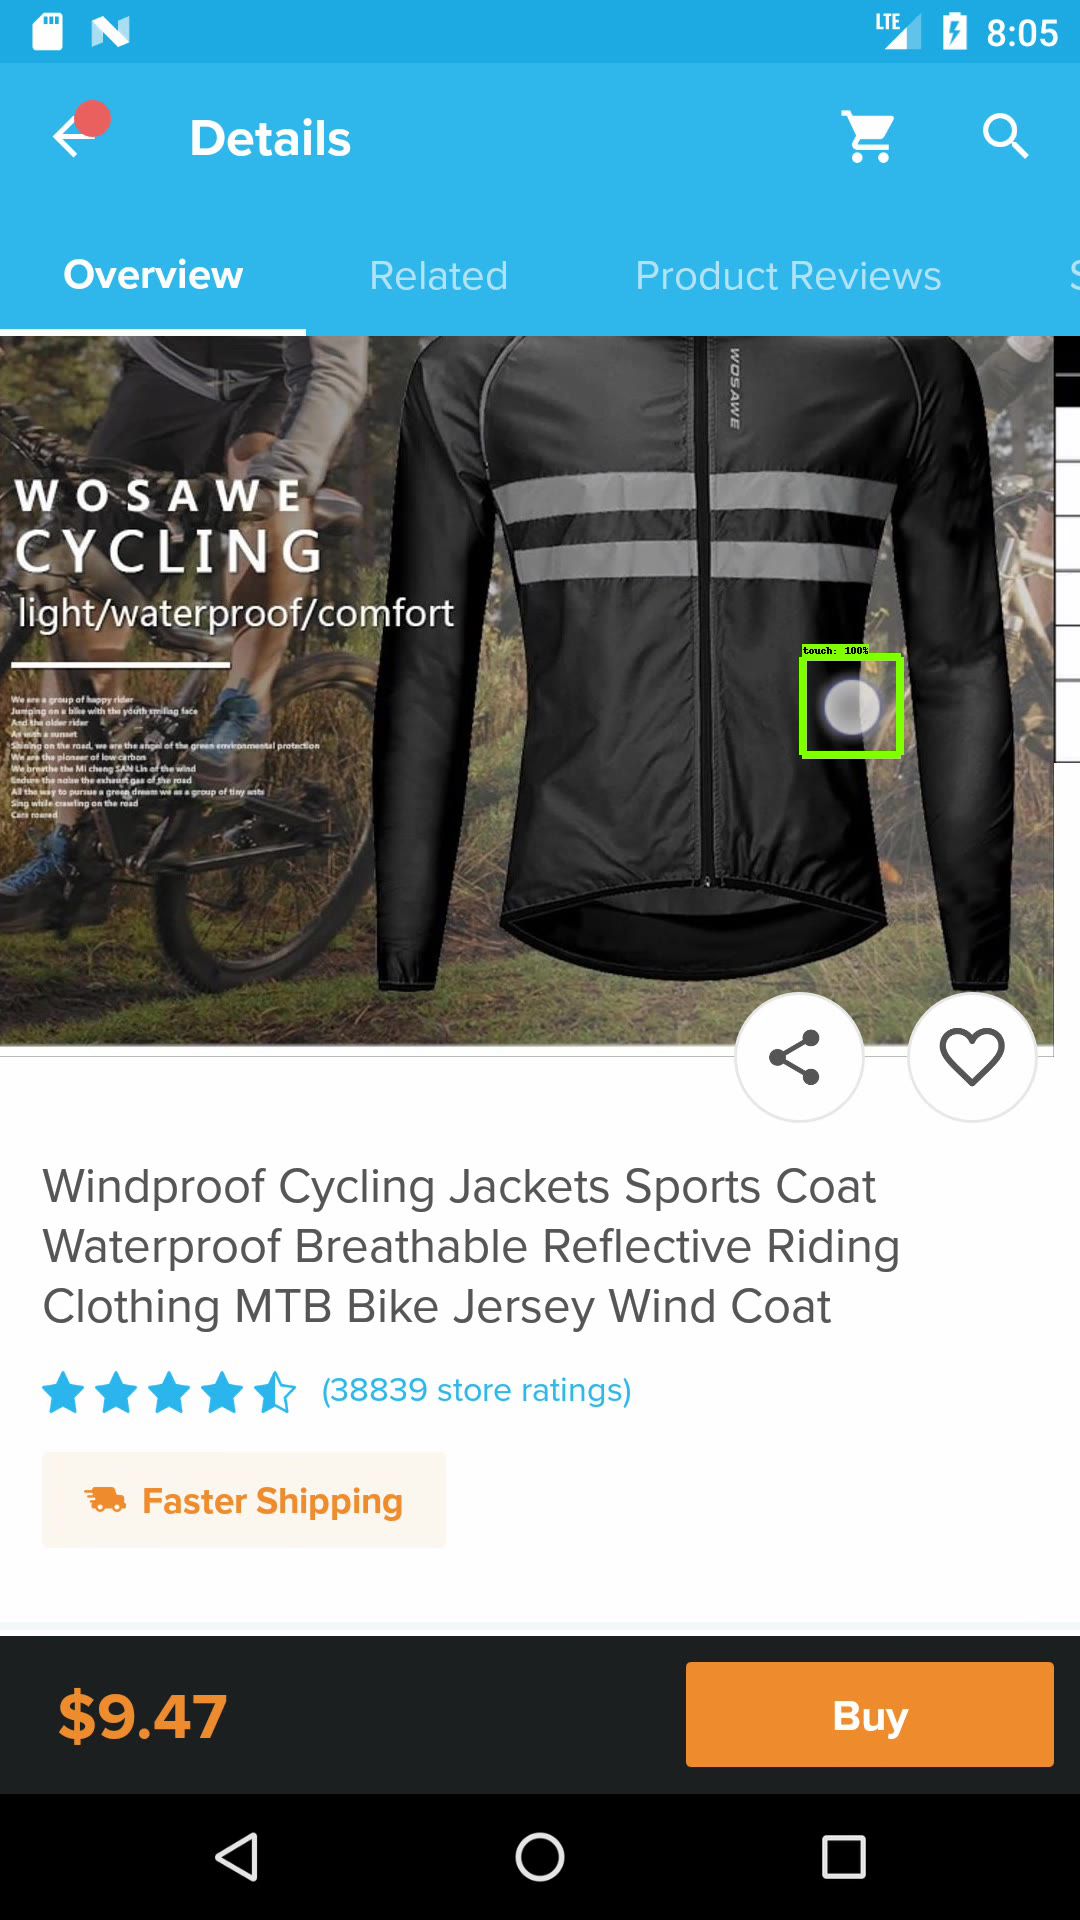 LTE 8:05
Details
Overview Related Product Reviews
WOSAWE
WOSAWE
CYCLING
light/waterproof/comfort
touch: 100%
We are a group of happy rider
Jumping on a bike with the youth smiling face
And the older rider
As with a sunset
Shining on the road, we are the angel of the green environmental protection
We are the pioneer of low carbon
We breathe the Mi cheng SAN Lin of the wind
Endure the noise the exhaust gas of the road
All the way to pursue a green dream we as a group of tiny ants
Sing while crawling on the road
Cars roared
Windproof Cycling Jackets Sports Coat
Waterproof Breathable Reflective Riding
Clothing MTB Bike Jersey Wind Coat
(38839 store ratings)
Faster Shipping
$9.47 Buy